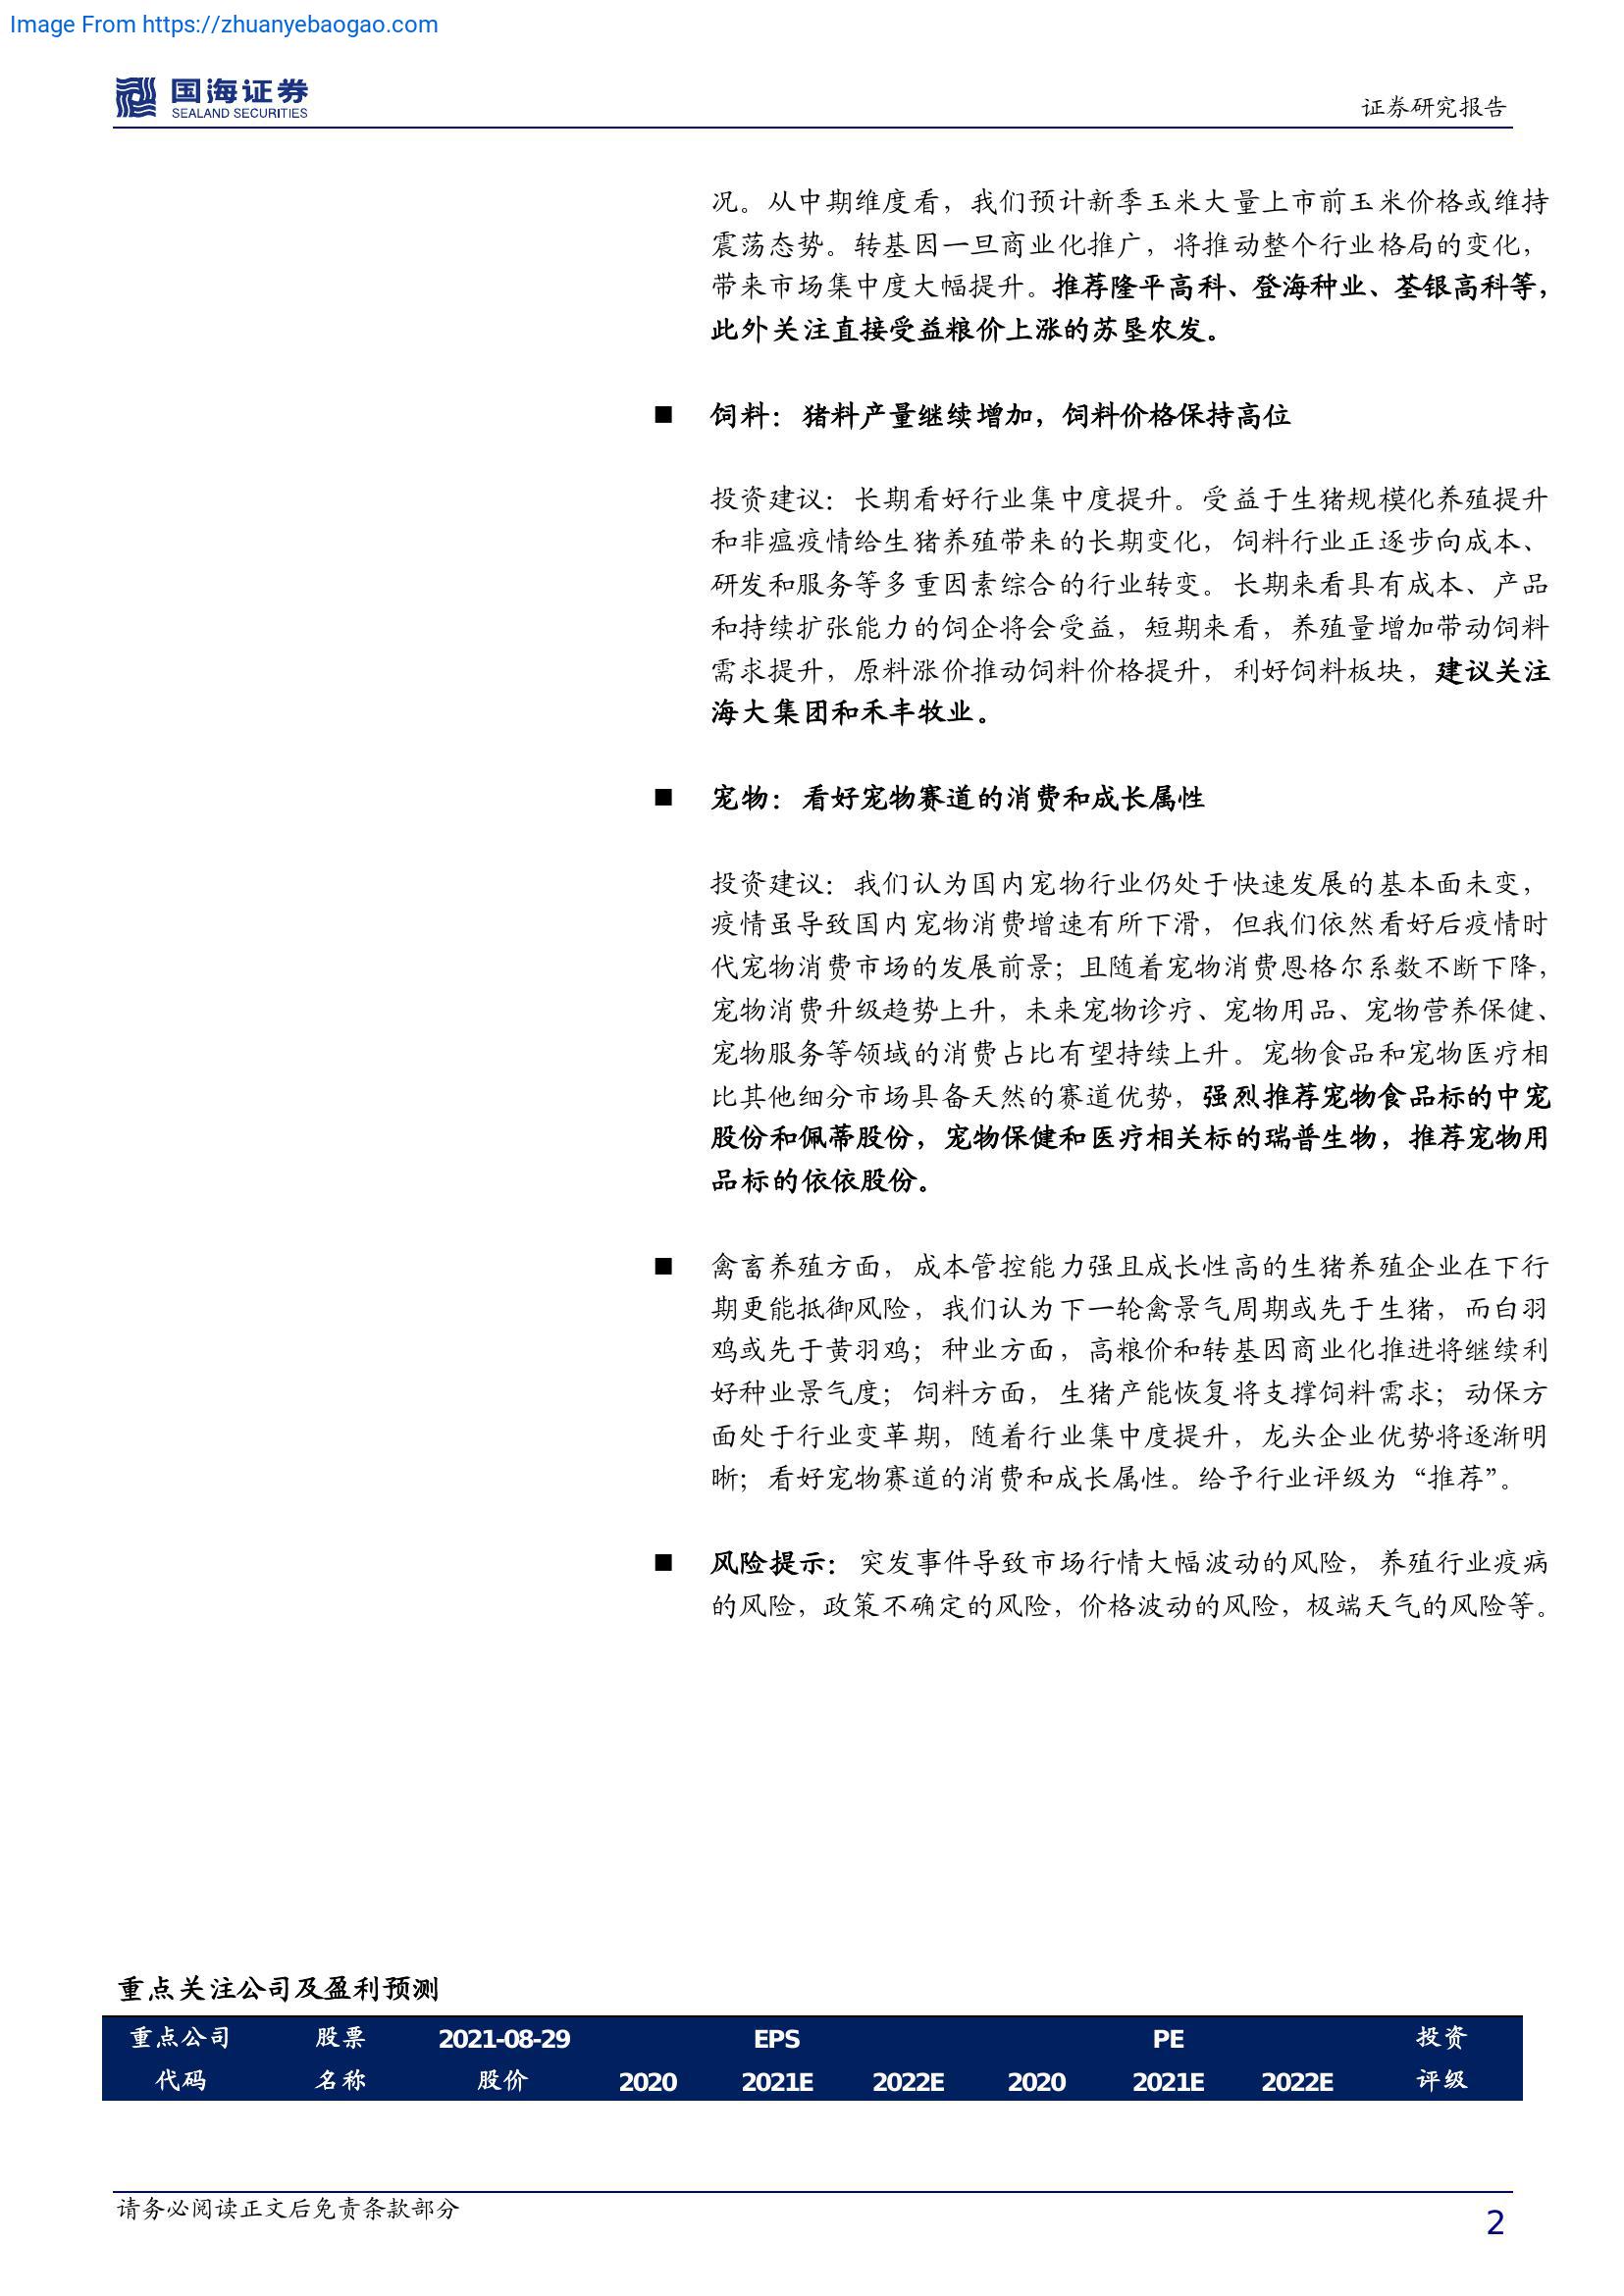 Image From https://zhuanyebaogao.com
国海证券
SEALAND SECURITIES
证券研究报告
况。从中期维度看，我们预计新季玉米大量上市前玉米价格或维持
震荡态势。转基因一旦商业化推广，将推动整个行业格局的变化，
带来市场集中度大幅提升。推荐隆平高科、登海种业、荃银高科等，
此外关注直接受益粮价上涨的苏垦农发。
■ 饲料：猪料产量继续增加，饲料价格保持高位
投资建议：长期看好行业集中度提升。受益于生猪规模化养殖提升
和非瘟疫情给生猪养殖带来的长期变化，饲料行业正逐步向成本、
研发和服务等多重因素综合的行业转变。长期来看具有成本、产品
和持续扩张能力的饲企将会受益，短期来看，养殖量增加带动饲料
需求提升，原料涨价推动饲料价格提升，利好饲料板块，建议关注
海大集团和禾丰牧业。
■ 宠物：看好宠物赛道的消费和成长属性
投资建议：我们认为国内宠物行业仍处于快速发展的基本面未变，
疫情虽导致国内宠物消费增速有所下滑，但我们依然看好后疫情时
代宠物消费市场的发展前景；且随着宠物消费恩格尔系数不断下降，
宠物消费升级趋势上升，未来宠物诊疗、宠物用品、宠物营养保健、
宠物服务等领域的消费占比有望持续上升。宠物食品和宠物医疗相
比其他细分市场具备天然的赛道优势，强烈推荐宠物食品标的中宠
股份和佩蒂股份，宠物保健和医疗相关标的瑞普生物，推荐宠物用
品标的依依股份。
■ 禽畜养殖方面，成本管控能力强且成长性高的生猪养殖企业在下行
期更能抵御风险，我们认为下一轮禽景气周期或先于生猪，而白羽
鸡或先于黄羽鸡；种业方面，高粮价和转基因商业化推进将继续利
好种业景气度；饲料方面，生猪产能恢复将支撑饲料需求；动保方
面处于行业变革期，随着行业集中度提升，龙头企业优势将逐渐明
晰；看好宠物赛道的消费和成长属性。给予行业评级为“推荐”。
■ 风险提示：突发事件导致市场行情大幅波动的风险，养殖行业疫病
的风险，政策不确定的风险，价格波动的风险，极端天气的风险等。
重点关注公司及盈利预测
重点公司 股票 2021-08-29 EPS PE 投资
代码 名称 股价 2020 2021E 2022E 2020 2021E 2022E 评级
请务必阅读正文后免责条款部分
2